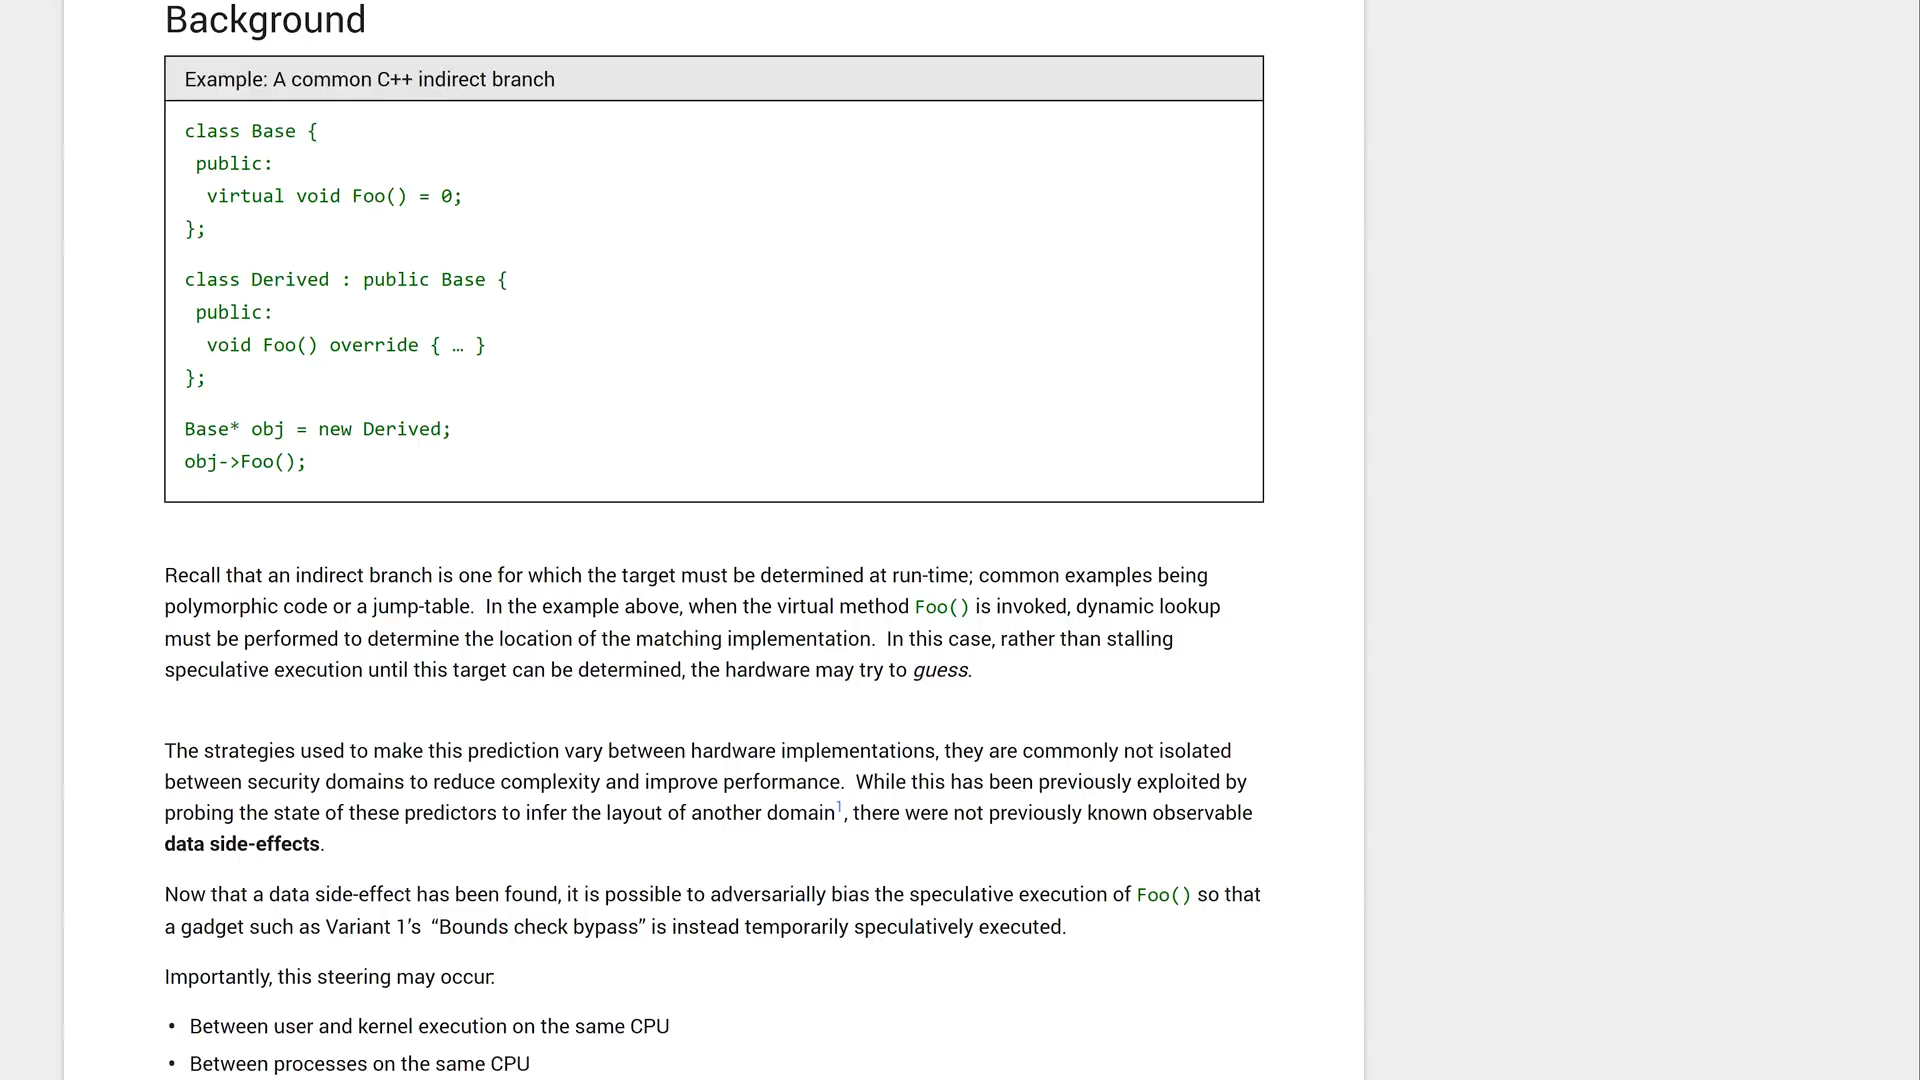 Background
Example: A common C++ indirect branch
class Base {
 public:
  virtual void Foo() = 0;
};
class Derived : public Base {
 public:
  void Foo() override { … }
};
Base* obj = new Derived;
obj->Foo();
Recall that an indirect branch is one for which the target must be determined at run-time; common examples being
polymorphic code or a jump-table.  In the example above, when the virtual method Foo() is invoked, dynamic lookup
must be performed to determine the location of the matching implementation.  In this case, rather than stalling
speculative execution until this target can be determined, the hardware may try to guess.
The strategies used to make this prediction vary between hardware implementations, they are commonly not isolated
between security domains to reduce complexity and improve performance.  While this has been previously exploited by
probing the state of these predictors to infer the layout of another domain1, there were not previously known observable
data side-effects.
Now that a data side-effect has been found, it is possible to adversarially bias the speculative execution of Foo() so that
a gadget such as Variant 1’s  “Bounds check bypass” is instead temporarily speculatively executed.
Importantly, this steering may occur:
• Between user and kernel execution on the same CPU
• Between processes on the same CPU